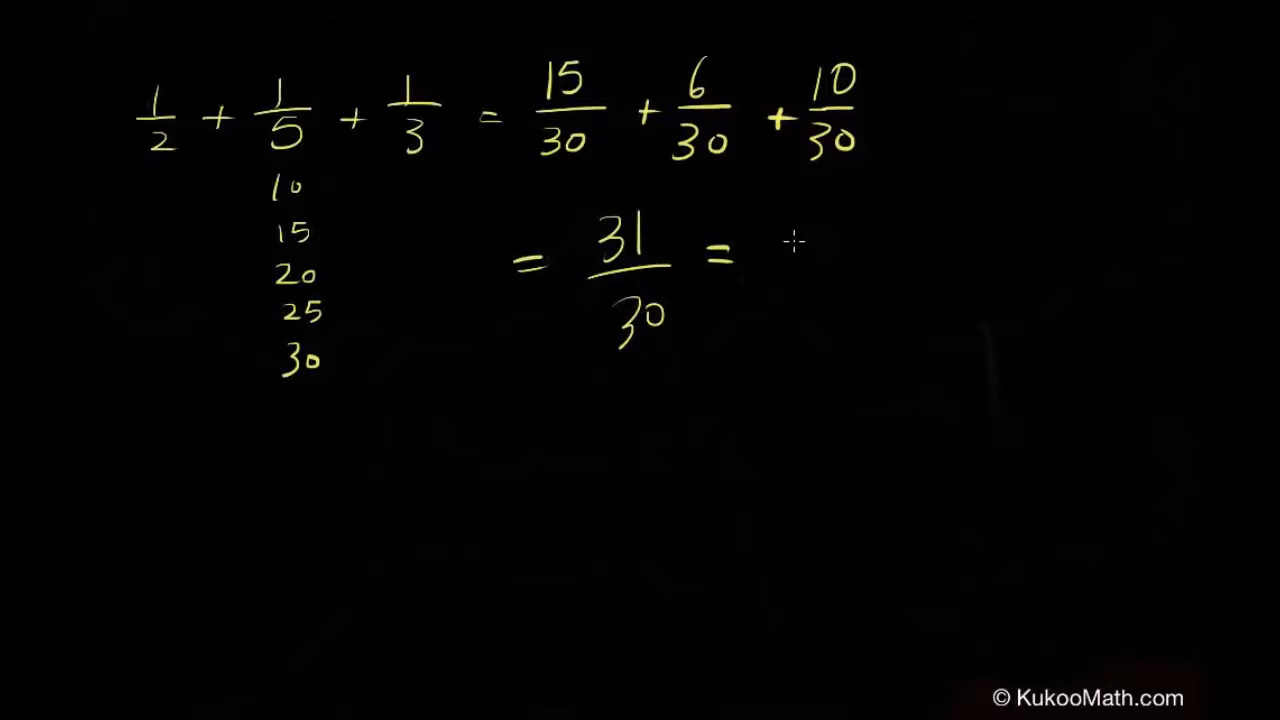 1/2 + 1/5 + 1/3 = 15/30 + 6/30 + 10/30
10
15
20
25
30
= 31/30 =
© KukooMath.com